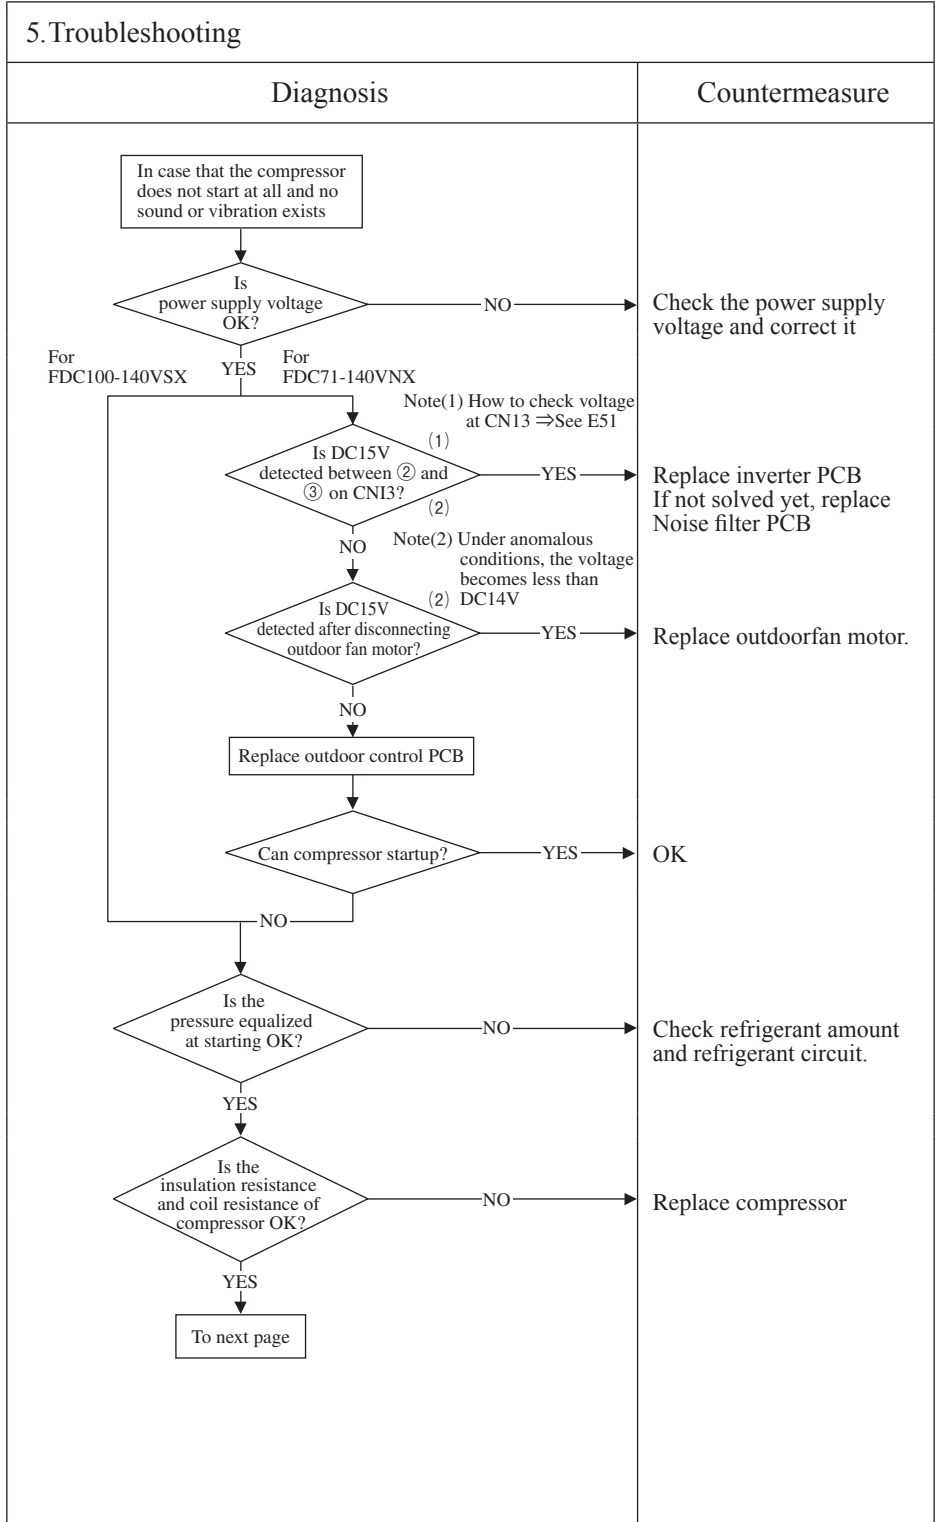 5.Troubleshooting
Diagnosis
Countermeasure
In case that the compressor
does not start at all and no
sound or vibration exists
Is
power supply voltage
OK?
NO
Check the power supply
voltage and correct it
YES
For
FDC100-140VSX
For
FDC71-140VNX
Note(1) How to check voltage
at CN13 ⇒See E51
(1)
Is DC15V
detected between ② and
③ on CNI3?
(2)
YES
Replace inverter PCB
If not solved yet, replace
Noise filter PCB
NO
Note(2) Under anomalous
conditions, the voltage
becomes less than
DC14V
(2)
Is DC15V
detected after disconnecting
outdoor fan motor?
YES
Replace outdoorfan motor.
NO
Replace outdoor control PCB
Can compressor startup?
YES
OK
NO
Is the
pressure equalized
at starting OK?
NO
Check refrigerant amount
and refrigerant circuit.
YES
Is the
insulation resistance
and coil resistance of
compressor OK?
NO
Replace compressor
YES
To next page